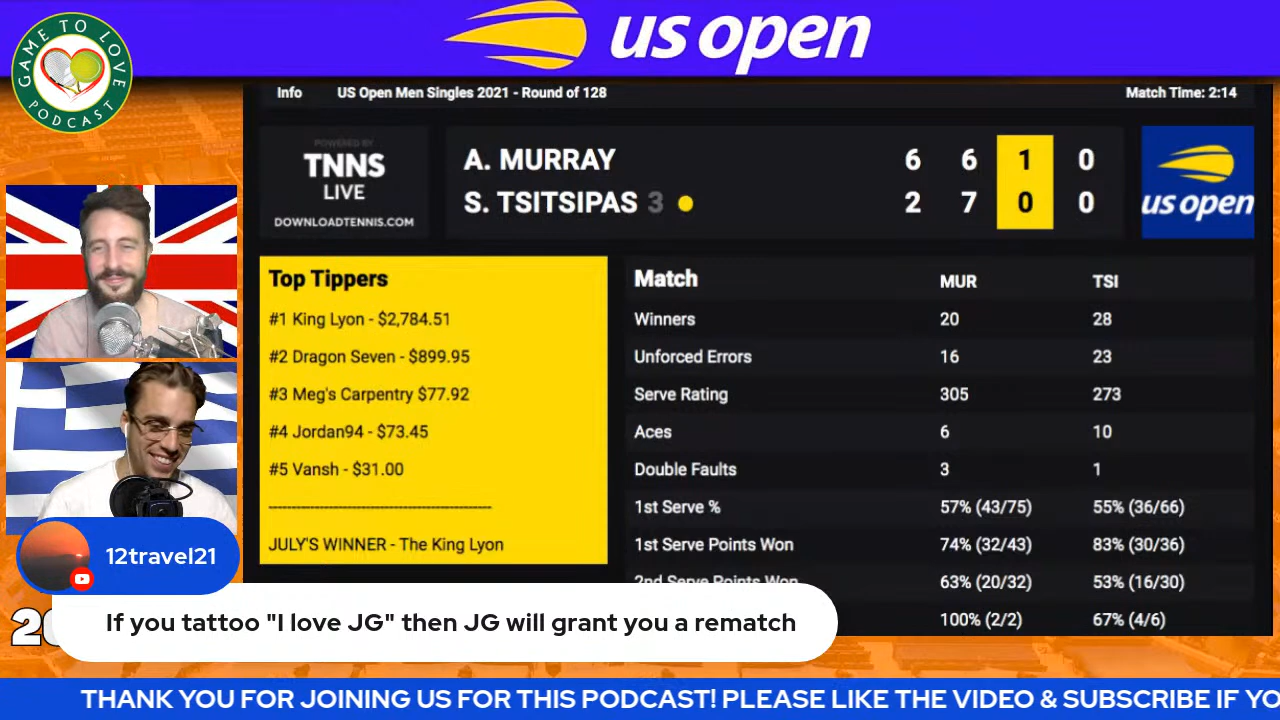 GAME TO LOVE
PODCAST
us open
Info US Open Men Singles 2021 - Round of 128 Match Time: 2:14
POWERED BY
TNNS
LIVE
DOWNLOADTENNIS.COM
A. MURRAY 6 6 1 0
S. TSITSIPAS 3 2 7 0 0
us open
Top Tippers
#1 King Lyon - $2,784.51
#2 Dragon Seven - $899.95
#3 Meg's Carpentry $77.92
#4 Jordan94 - $73.45
#5 Vansh - $31.00
JULY'S WINNER - The King Lyon
Match MUR TSI
Winners 20 28
Unforced Errors 16 23
Serve Rating 305 273
Aces 6 10
Double Faults 3 1
1st Serve % 57% (43/75) 55% (36/66)
1st Serve Points Won 74% (32/43) 83% (30/36)
2nd Serve Points Won 63% (20/32) 53% (16/30)
100% (2/2) 67% (4/6)
12travel21
If you tattoo "I love JG" then JG will grant you a rematch
THANK YOU FOR JOINING US FOR THIS PODCAST! PLEASE LIKE THE VIDEO & SUBSCRIBE IF YO